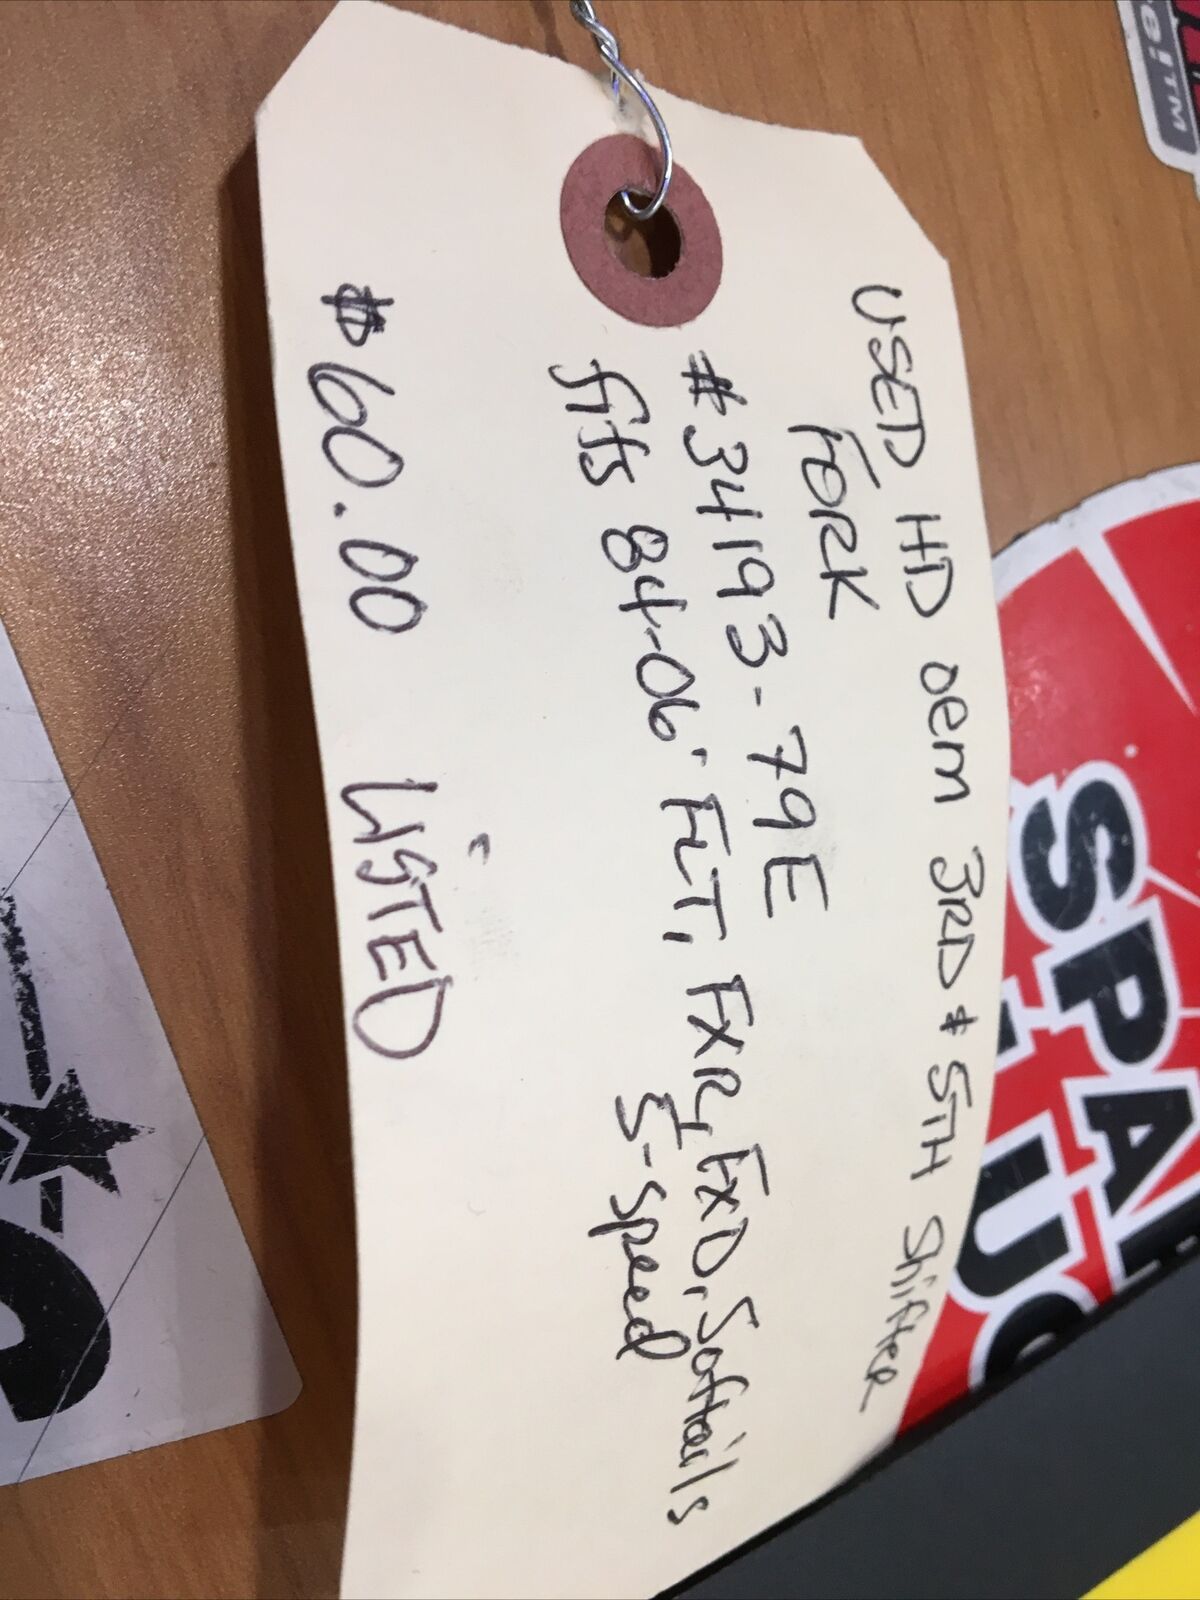 USED HD oem 3RD & 5TH Shifter
FORK
#34193-79E
fits 84-06' FLT, FXR, FXD, Softails
5-Speed
$60.00 LiSTED
SPA